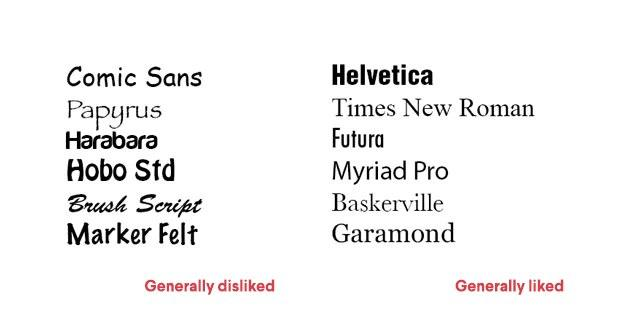 Comic Sans
Papyrus
Harabara
Hobo Std
Brush Script
Marker Felt
Generally disliked
Helvetica
Times New Roman
Futura
Myriad Pro
Baskerville
Garamond
Generally liked